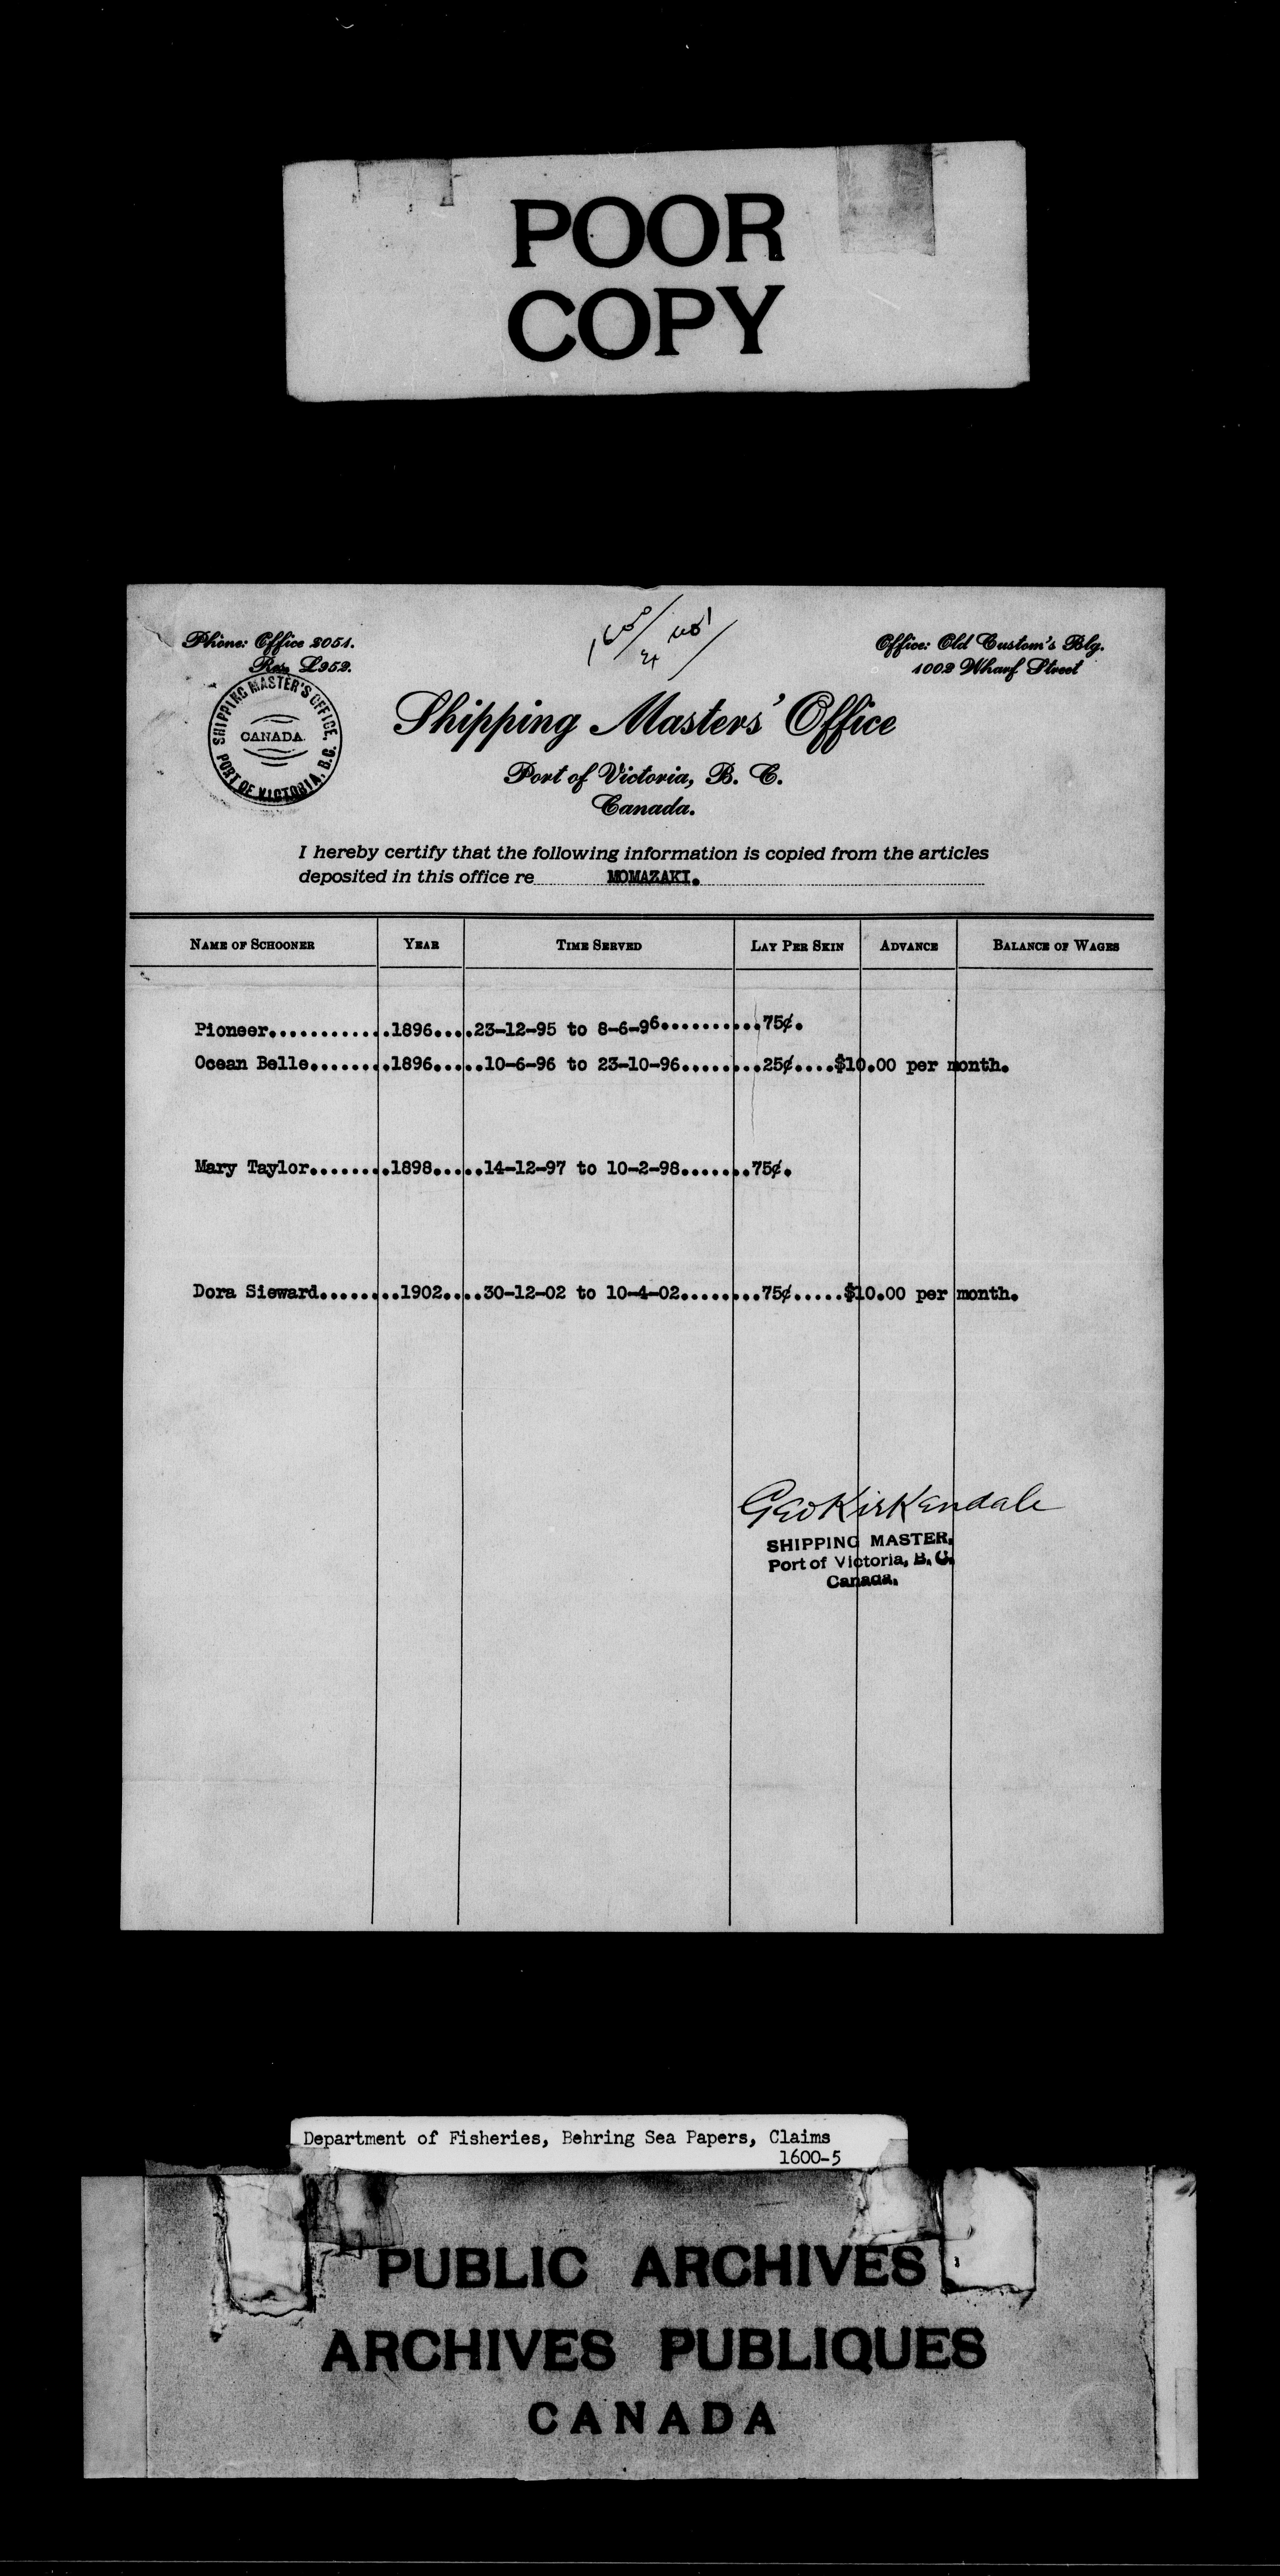 POOR
COPY
Phone: Office 2051.
Res. L952.
Office: Old Custom's Blg.
1002 Wharf Street
SHIPPING MASTER'S OFFICE,
CANADA.
PORT OF VICTORIA, B.C.
Shipping Masters' Office
Port of Victoria, B. C.
Canada.
I hereby certify that the following information is copied from the articles
deposited in this office re MOMAZAKI.
NAME OF SCHOONER YEAR TIME SERVED LAY PER SKIN ADVANCE BALANCE OF WAGES
Pioneer............1896....23-12-95 to 8-6-96..........75¢.
Ocean Belle........1896.....10-6-96 to 23-10-96........25¢....$10.00 per month.
Mary Taylor........1898.....14-12-97 to 10-2-98.......75¢.
Dora Sieward........1902....30-12-02 to 10-4-02........75¢.....$10.00 per month.
Geo Kirkendale
SHIPPING MASTER,
Port of Victoria, B. C.
Canada.
Department of Fisheries, Behring Sea Papers, Claims
1600-5
PUBLIC ARCHIVES
ARCHIVES PUBLIQUES
CANADA